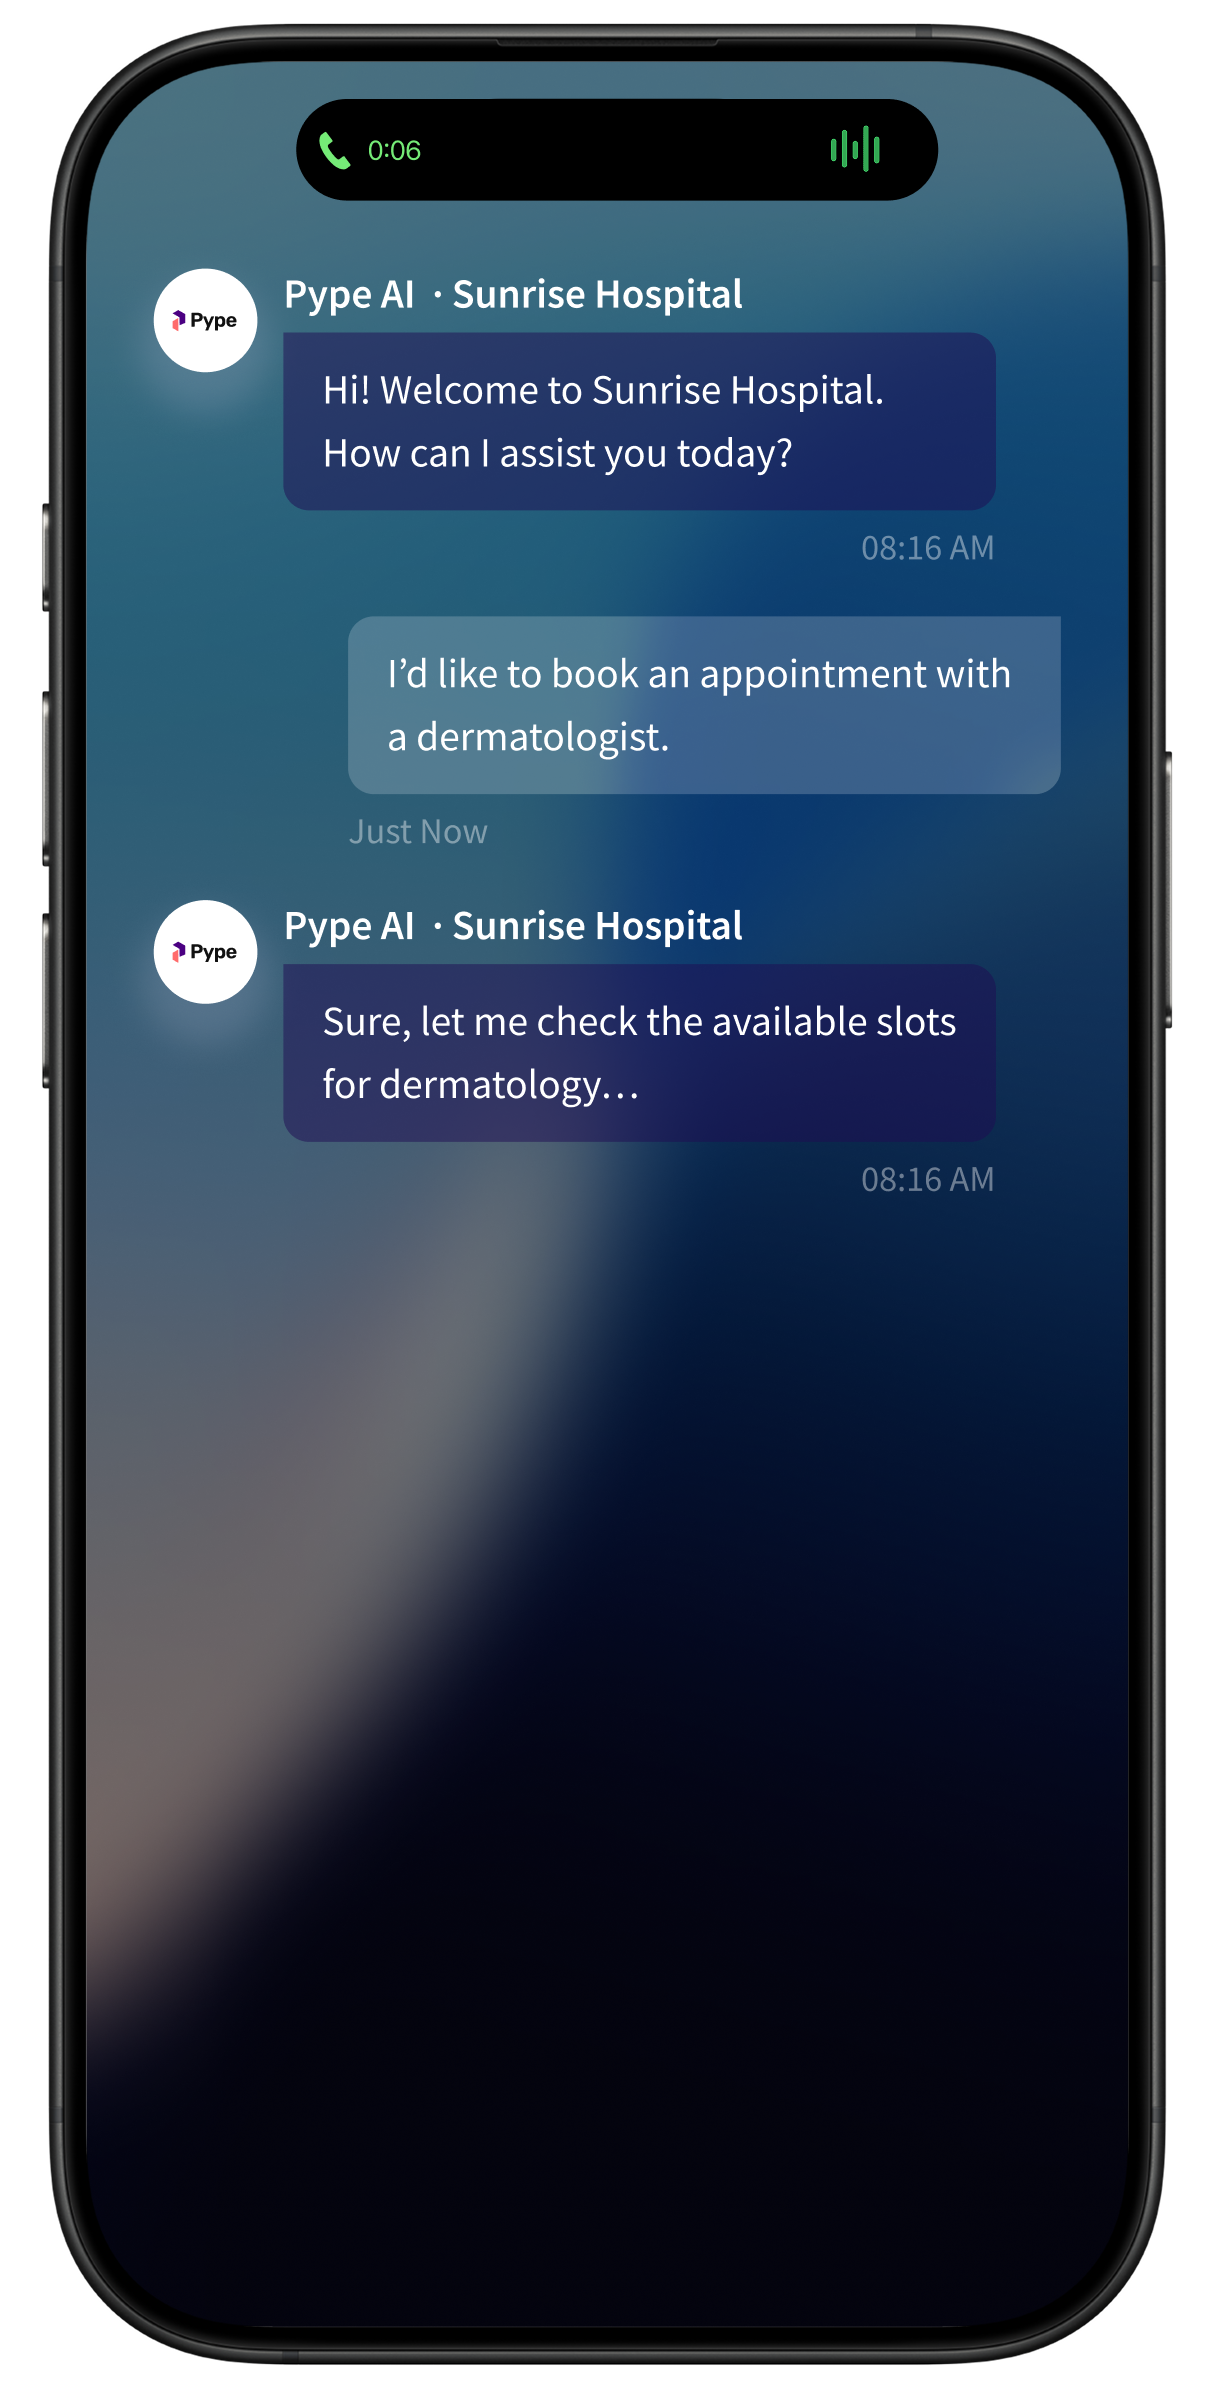 0:06
Pype
Pype AI · Sunrise Hospital
Hi! Welcome to Sunrise Hospital.
How can I assist you today?
08:16 AM
I’d like to book an appointment with
a dermatologist.
Just Now
Pype
Pype AI · Sunrise Hospital
Sure, let me check the available slots
for dermatology…
08:16 AM